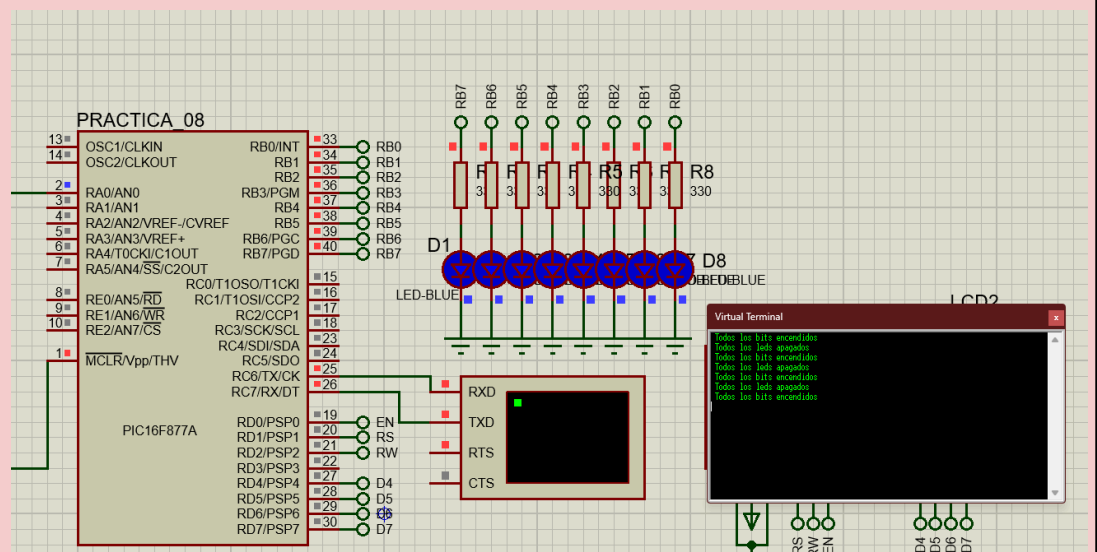 PRACTICA_08
13 OSC1/CLKIN
14 OSC2/CLKOUT
2 RA0/AN0
3 RA1/AN1
4 RA2/AN2/VREF-/CVREF
5 RA3/AN3/VREF+
6 RA4/T0CKI/C1OUT
7 RA5/AN4/SS/C2OUT
8 RE0/AN5/RD
9 RE1/AN6/WR
10 RE2/AN7/CS
1 MCLR/Vpp/THV
PIC16F877A
RB0/INT 33 RB0
RB1 34 RB1
RB2 35 RB2
RB3/PGM 36 RB3
RB4 37 RB4
RB5 38 RB5
RB6/PGC 39 RB6
RB7/PGD 40 RB7
RC0/T1OSO/T1CKI 15
RC1/T1OSI/CCP2 16
RC2/CCP1 17
RC3/SCK/SCL 18
RC4/SDI/SDA 23
RC5/SDO 24
RC6/TX/CK 25
RC7/RX/DT 26
RD0/PSP0 19 EN
RD1/PSP1 20 RS
RD2/PSP2 21 RW
RD3/PSP3 22
RD4/PSP4 27 D4
RD5/PSP5 28 D5
RD6/PSP6 29 D6
RD7/PSP7 30 D7
RB7 RB6 RB5 RB4 RB3 RB2 RB1 RB0
R5 R8
330
D1 D8
LED-BLUE
RXD
TXD
RTS
CTS
LCD2
Virtual Terminal
Todos los bits encendidos
Todos los leds apagados
Todos los bits encendidos
Todos los leds apagados
Todos los bits encendidos
Todos los leds apagados
Todos los bits encendidos
RS RW EN
D4 D5 D6 D7